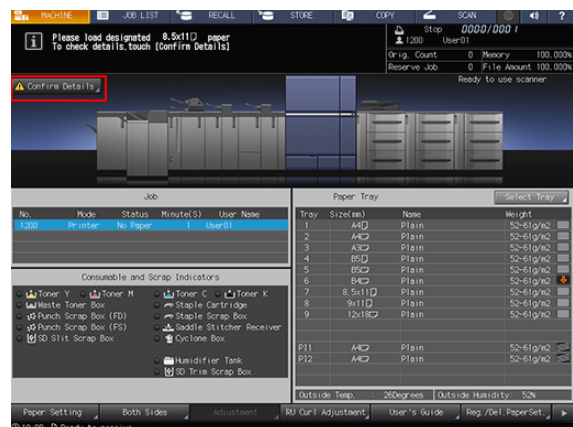 MACHINE JOB LIST RECALL STORE COPY SCAN ?
Please load designated 8.5x11 paper
To check details,touch [Confirm Details]
Stop 0000/000 1
1200 User01
Orig. Count 0 Memory 100.000%
Reserve Job 0 File Amount 100.000%
Ready to use scanner
Confirm Details
Job
No. Mode Status Minute(S) User Name
1200 Printer No Paper 1 User01
Paper Tray Select Tray
Tray Size(mm) Name Weight
1 A4 Plain 52-61g/m2
2 A4 Plain 52-61g/m2
3 A3 Plain 52-61g/m2
4 B5 Plain 52-61g/m2
5 B5 Plain 52-61g/m2
6 B4 Plain 52-61g/m2
7 8.5x11 Plain 52-61g/m2
8 9x11 Plain 52-61g/m2
9 12x18 Plain 52-61g/m2
PI1 A4 Plain 52-61g/m2
PI2 A4 Plain 52-61g/m2
Consumable and Scrap Indicators
Toner Y Toner M Toner C Toner K
Waste Toner Box Staple Cartridge
Punch Scrap Box (FD) Staple Scrap Box
Punch Scrap Box (FS) Saddle Stitcher Receiver
SD Slit Scrap Box Cyclone Box
Humidifier Tank
SD Trim Scrap Box
Outside Temp. : 26Degrees Outside Humidity: 52%
Paper Setting Both Sides Adjustment RU Curl Adjustment User's Guide Reg./Del.PaperSet.